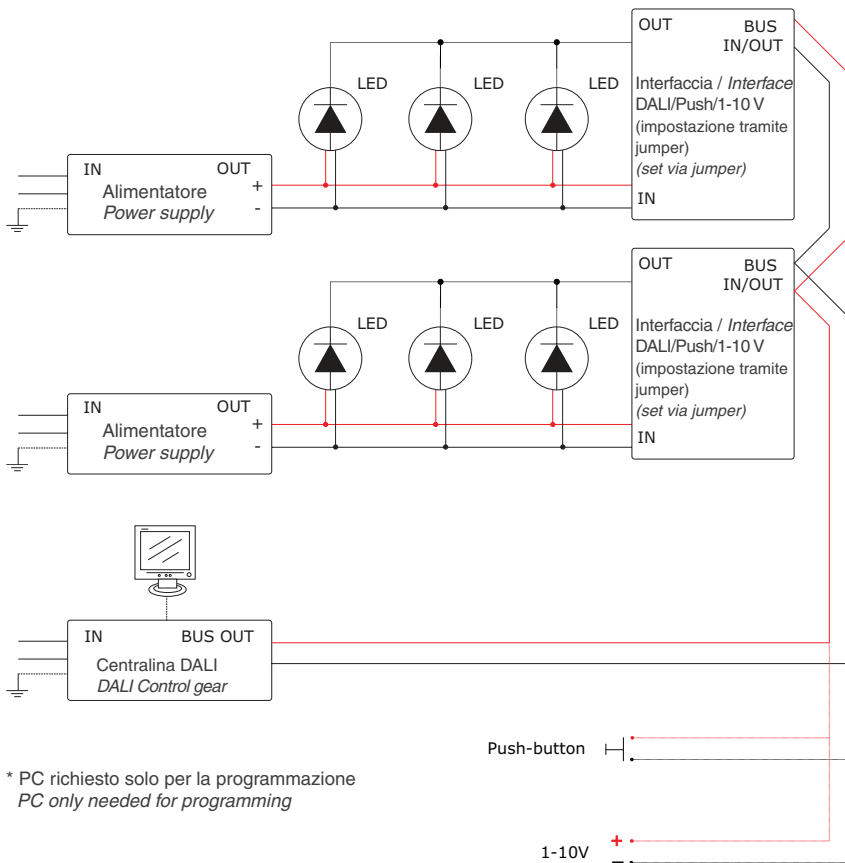 OUT BUS
IN/OUT
LED LED LED
Interfaccia / Interface
DALI/Push/1-10 V
(impostazione tramite
jumper)
(set via jumper)
IN
IN OUT
Alimentatore
Power supply
+
-
OUT BUS
IN/OUT
LED LED LED
Interfaccia / Interface
DALI/Push/1-10 V
(impostazione tramite
jumper)
(set via jumper)
IN
IN OUT
Alimentatore
Power supply
+
-
IN BUS OUT
Centralina DALI
DALI Control gear
Push-button
* PC richiesto solo per la programmazione
PC only needed for programming
1-10V
+
-